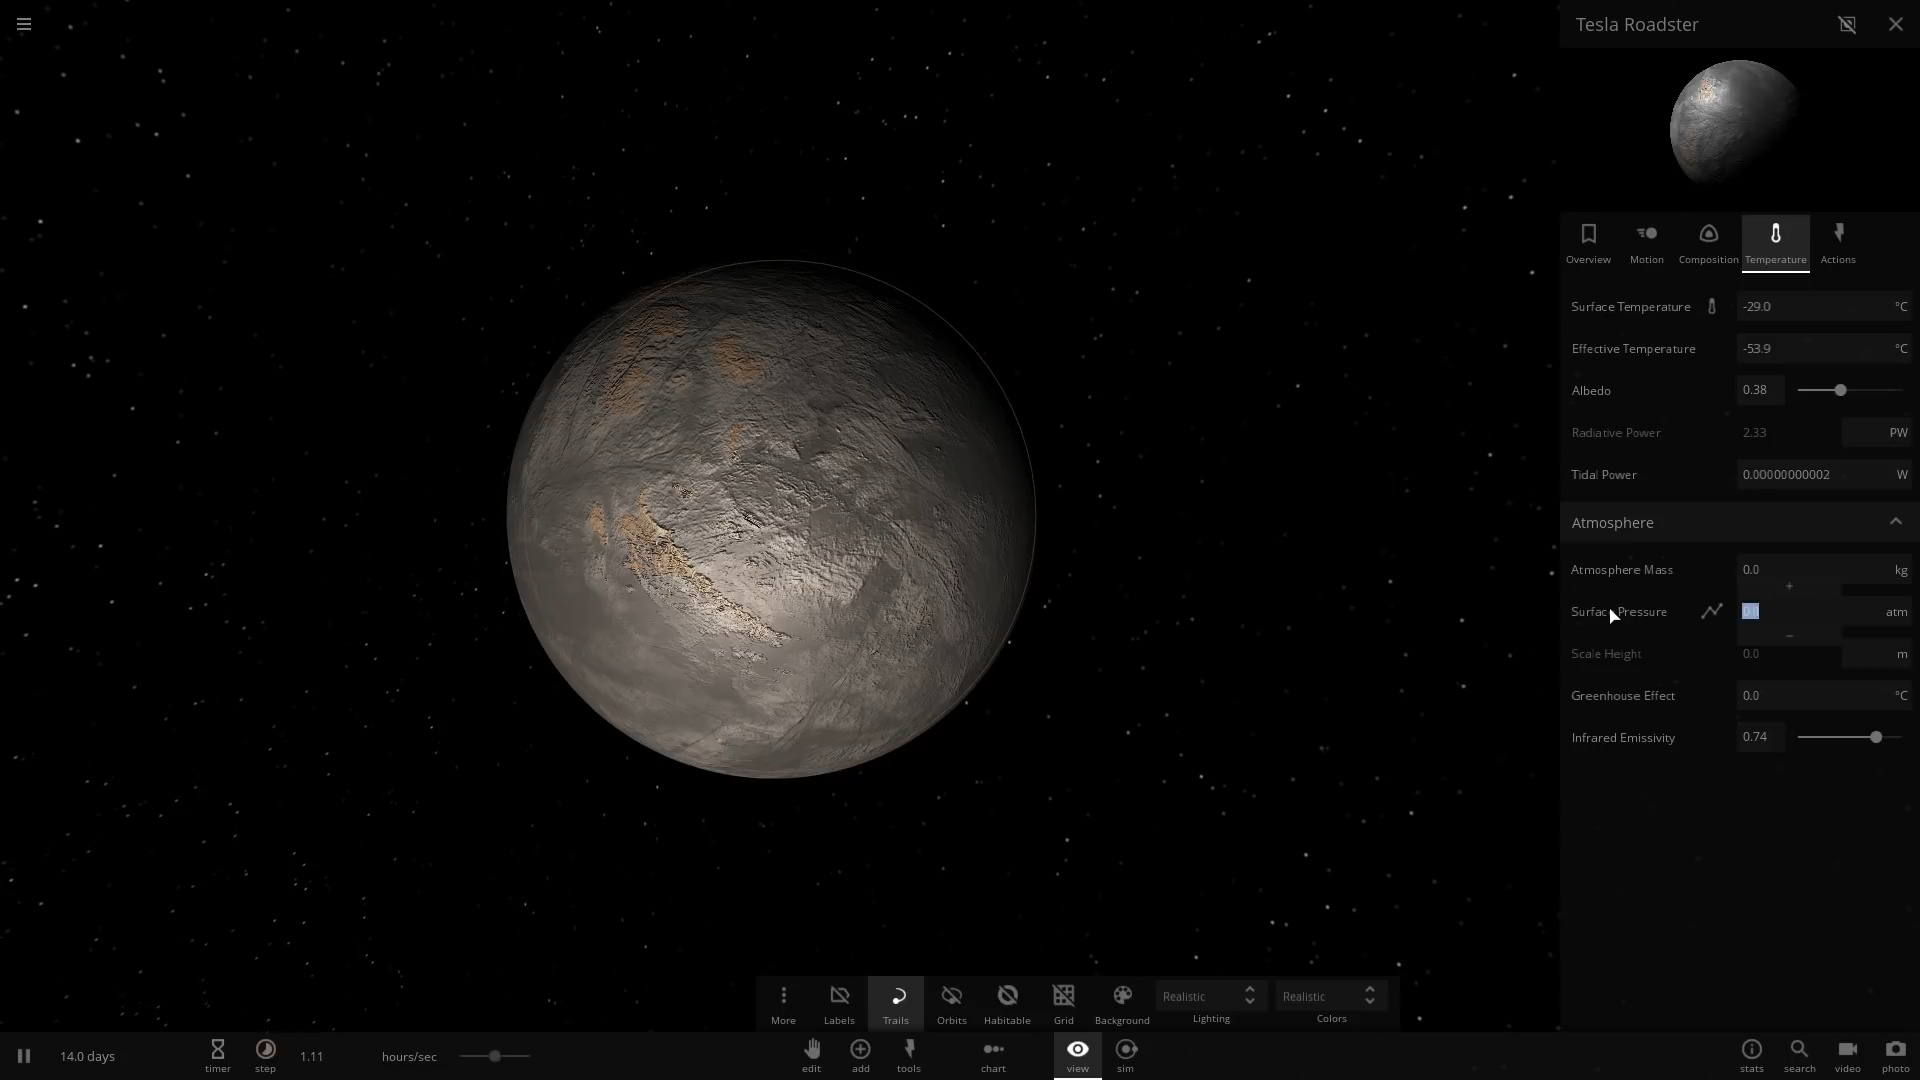 Tesla Roadster
Overview Motion Composition Temperature Actions
Surface Temperature -29.0 °C
Effective Temperature -53.9 °C
Albedo 0.38
Radiative Power 2.33 PW
Tidal Power 0.00000000002 W
Atmosphere
Atmosphere Mass 0.0 kg
+
Surface Pressure 0.0 atm
−
Scale Height 0.0 m
Greenhouse Effect 0.0 °C
Infrared Emissivity 0.74
Realistic Realistic
More Labels Trails Orbits Habitable Grid Background Lighting Colors
14.0 days 1.11 hours/sec
timer step edit add tools chart view sim stats search video photo